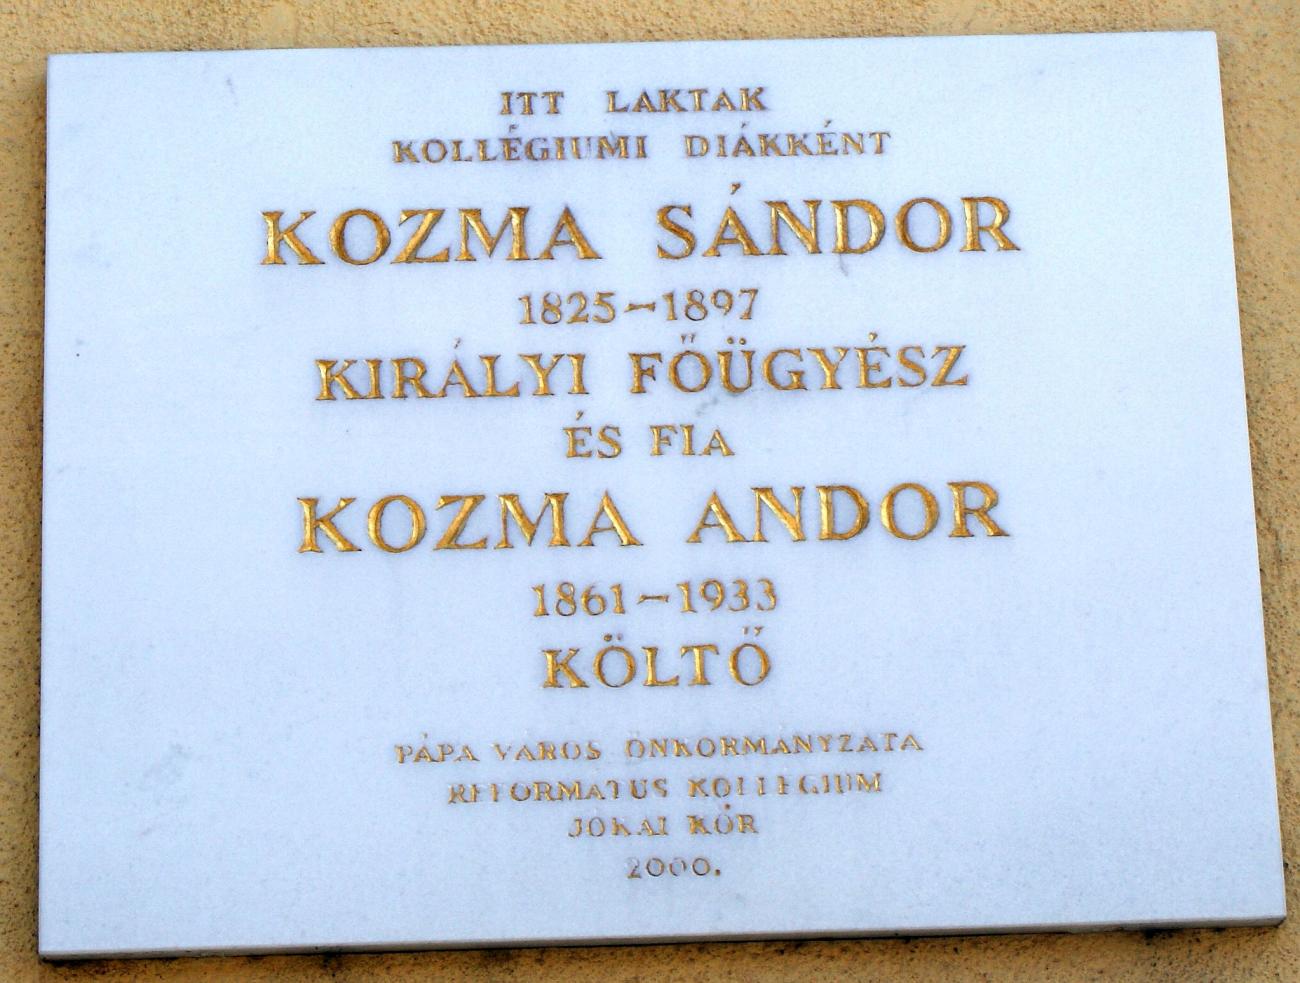 ITT LAKTAK
KOLLÉGIUMI DIÁKKÉNT
KOZMA SÁNDOR
1825–1897
KIRÁLYI FŐÜGYÉSZ
ÉS FIA
KOZMA ANDOR
1861–1933
KÖLTŐ
PÁPA VÁROS ÖNKORMÁNYZATA
REFORMÁTUS KOLLÉGIUM
JÓKAI KÖR
2000.